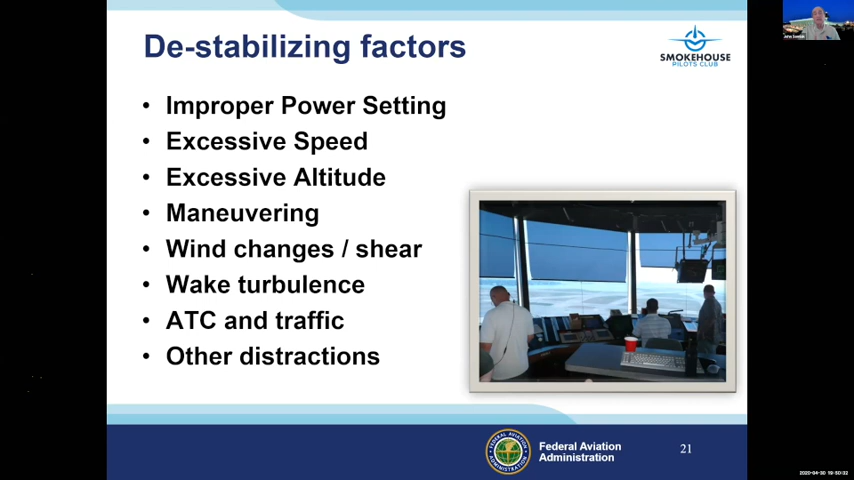 De-stabilizing factors
SMOKEHOUSE
PILOTS CLUB
• Improper Power Setting
• Excessive Speed
• Excessive Altitude
• Maneuvering
• Wind changes / shear
• Wake turbulence
• ATC and traffic
• Other distractions
Federal Aviation
Administration
21